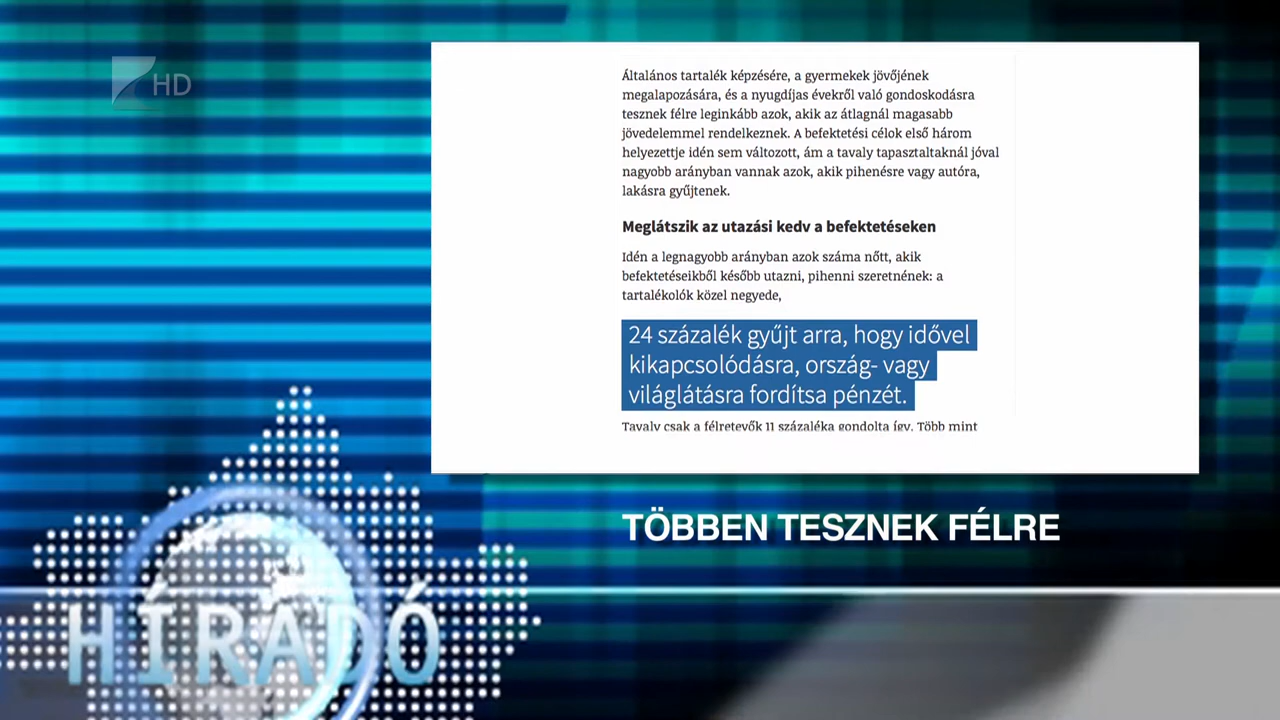 HD
Általános tartalék képzésére, a gyermekek jövőjének
megalapozására, és a nyugdíjas évekről való gondoskodásra
tesznek félre leginkább azok, akik az átlagnál magasabb
jövedelemmel rendelkeznek. A befektetési célok első három
helyezettje idén sem változott, ám a tavaly tapasztaltaknál jóval
nagyobb arányban vannak azok, akik pihenésre vagy autóra,
lakásra gyűjtenek.
Meglátszik az utazási kedv a befektetéseken
Idén a legnagyobb arányban azok száma nőtt, akik
befektetéseikből később utazni, pihenni szeretnének: a
tartalékolók közel negyede,
24 százalék gyűjt arra, hogy idővel
kikapcsolódásra, ország- vagy
világlátásra fordítsa pénzét.
Tavaly csak a félretevők 11 százaléka gondolta így. Több mint
TÖBBEN TESZNEK FÉLRE
HÍRADÓ